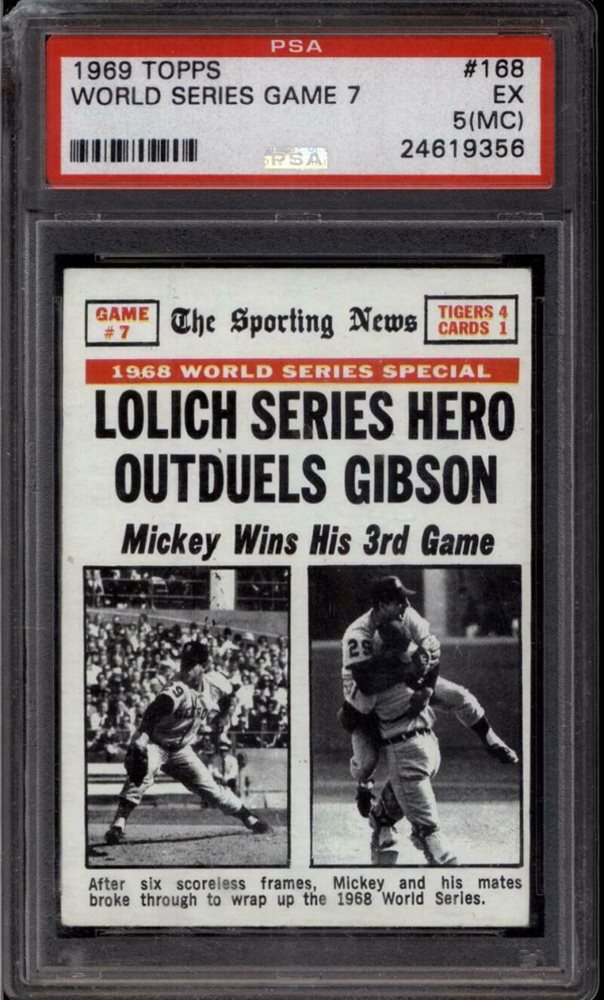 PSA
1969 TOPPS #168
WORLD SERIES GAME 7 EX
5(MC)
PSA 24619356
GAME
#7
The Sporting News
TIGERS 4
CARDS 1
1968 WORLD SERIES SPECIAL
LOLICH SERIES HERO
OUTDUELS GIBSON
Mickey Wins His 3rd Game
29
After six scoreless frames, Mickey and his mates
broke through to wrap up the 1968 World Series.